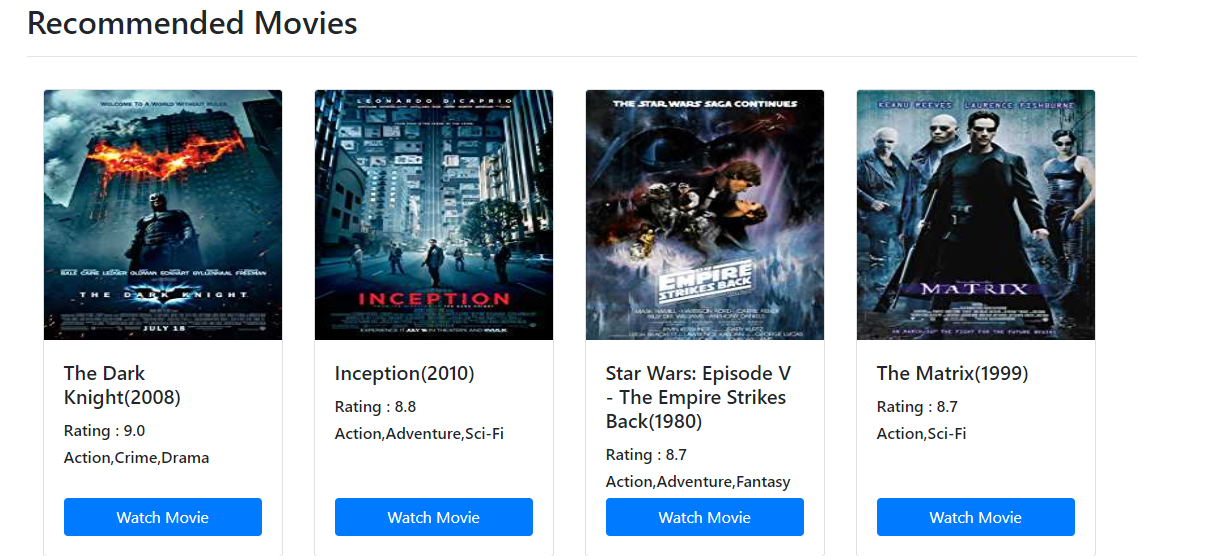 Recommended Movies
WELCOME TO A WORLD WITHOUT RULES.
BALE CAINE LEDGER OLDMAN ECKHART GYLLENHAAL FREEMAN
THE DARK KNIGHT
JULY 18
The Dark
Knight(2008)
Rating : 9.0
Action,Crime,Drama
Watch Movie
LEONARDO DICAPRIO
INCEPTION
Inception(2010)
Rating : 8.8
Action,Adventure,Sci-Fi
Watch Movie
THE STAR WARS SAGA CONTINUES
THE
EMPIRE
STRIKES BACK
Star Wars: Episode V
- The Empire Strikes
Back(1980)
Rating : 8.7
Action,Adventure,Fantasy
Watch Movie
KEANU REEVES LAURENCE FISHBURNE
MATRIX
The Matrix(1999)
Rating : 8.7
Action,Sci-Fi
Watch Movie